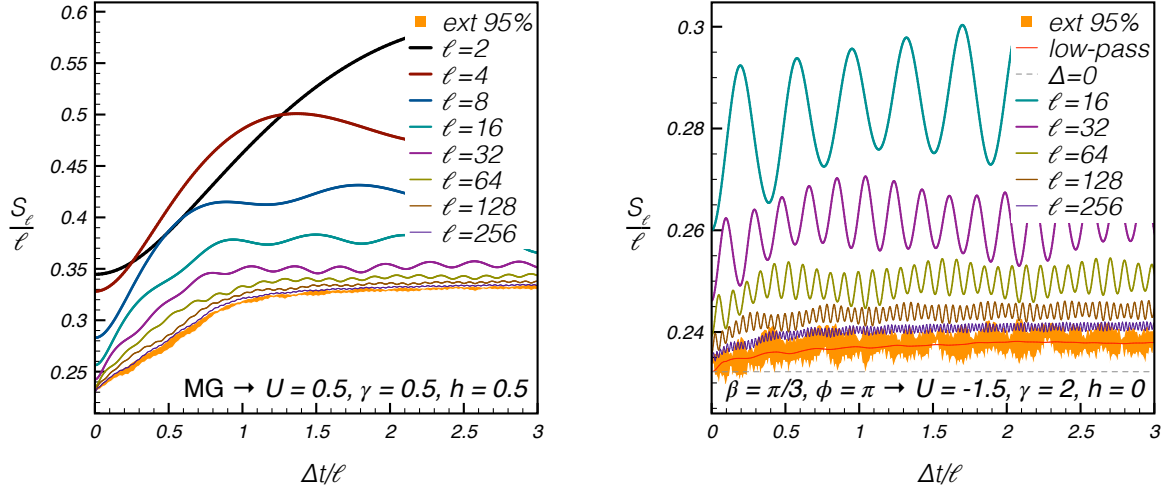 0.6
0.55
0.5
0.45
0.4
0.35
0.3
0.25
S_ℓ
ℓ
ext 95%
ℓ=2
ℓ=4
ℓ=8
ℓ=16
ℓ=32
ℓ=64
ℓ=128
ℓ=256
MG → U = 0.5, γ = 0.5, h = 0.5
0 0.5 1 1.5 2 2.5 3
Δt/ℓ
0.3
0.28
0.26
0.24
S_ℓ
ℓ
ext 95%
low-pass
Δ=0
ℓ=16
ℓ=32
ℓ=64
ℓ=128
ℓ=256
β = π/3, ϕ = π → U = -1.5, γ = 2, h = 0
0 0.5 1 1.5 2 2.5 3
Δt/ℓ